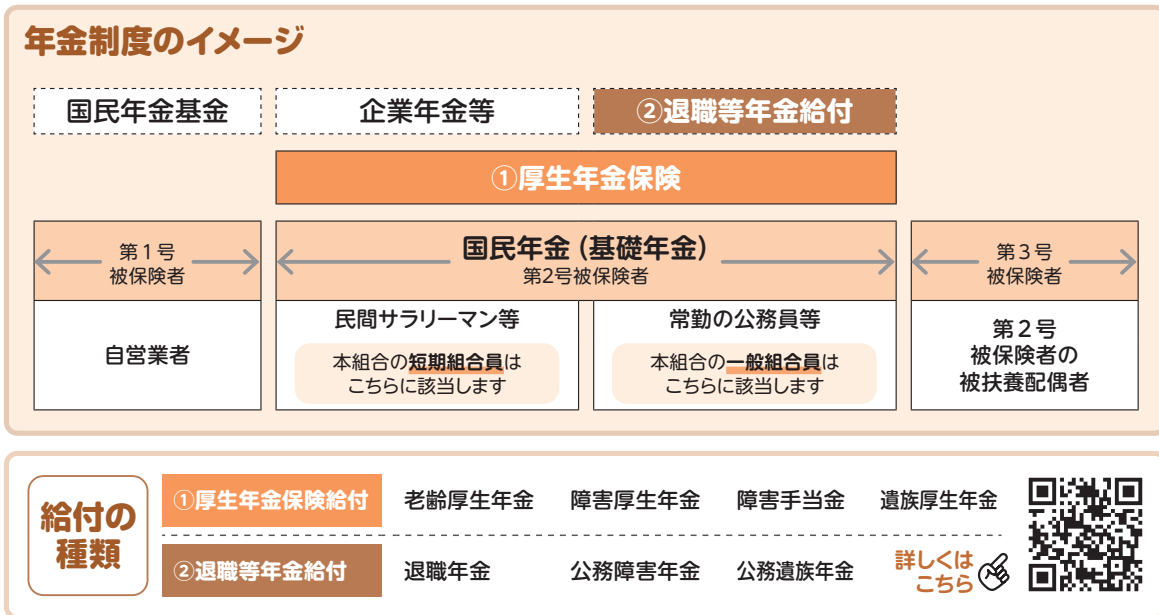 年金制度のイメージ
国民年金基金
企業年金等
②退職等年金給付
①厚生年金保険
第1号
被保険者
国民年金(基礎年金)
第2号被保険者
第3号
被保険者
自営業者
民間サラリーマン等
本組合の短期組合員は
こちらに該当します
常勤の公務員等
本組合の一般組合員は
こちらに該当します
第2号
被保険者の
被扶養配偶者
給付の
種類
①厚生年金保険給付
老齢厚生年金
障害厚生年金
障害手当金
遺族厚生年金
②退職等年金給付
退職年金
公務障害年金
公務遺族年金
詳しくは
こちら